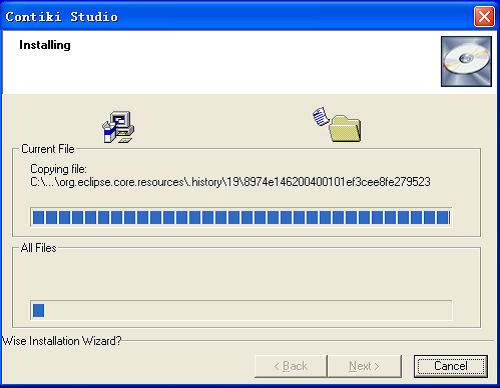 Contiki Studio
Installing
Current File
Copying file:
C:\...\org.eclipse.core.resources\.history\19\8974e146200400101ef3cee8fe279523
All Files
Wise Installation Wizard?
< Back
Next >
Cancel